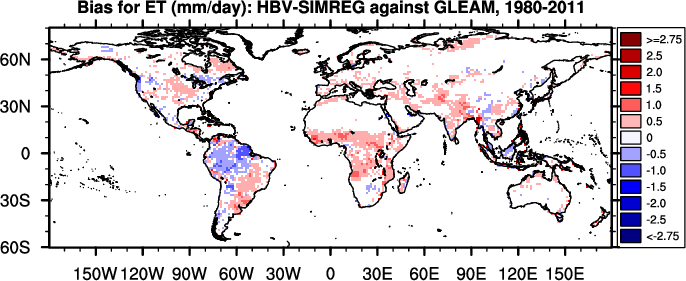 Bias for ET (mm/day): HBV-SIMREG against GLEAM, 1980-2011
60N
30N
0
30S
60S
150W 120W 90W 60W 30W 0 30E 60E 90E 120E 150E
>=2.75
2.5
2.0
1.5
1.0
0.5
0
-0.5
-1.0
-1.5
-2.0
-2.5
<-2.75